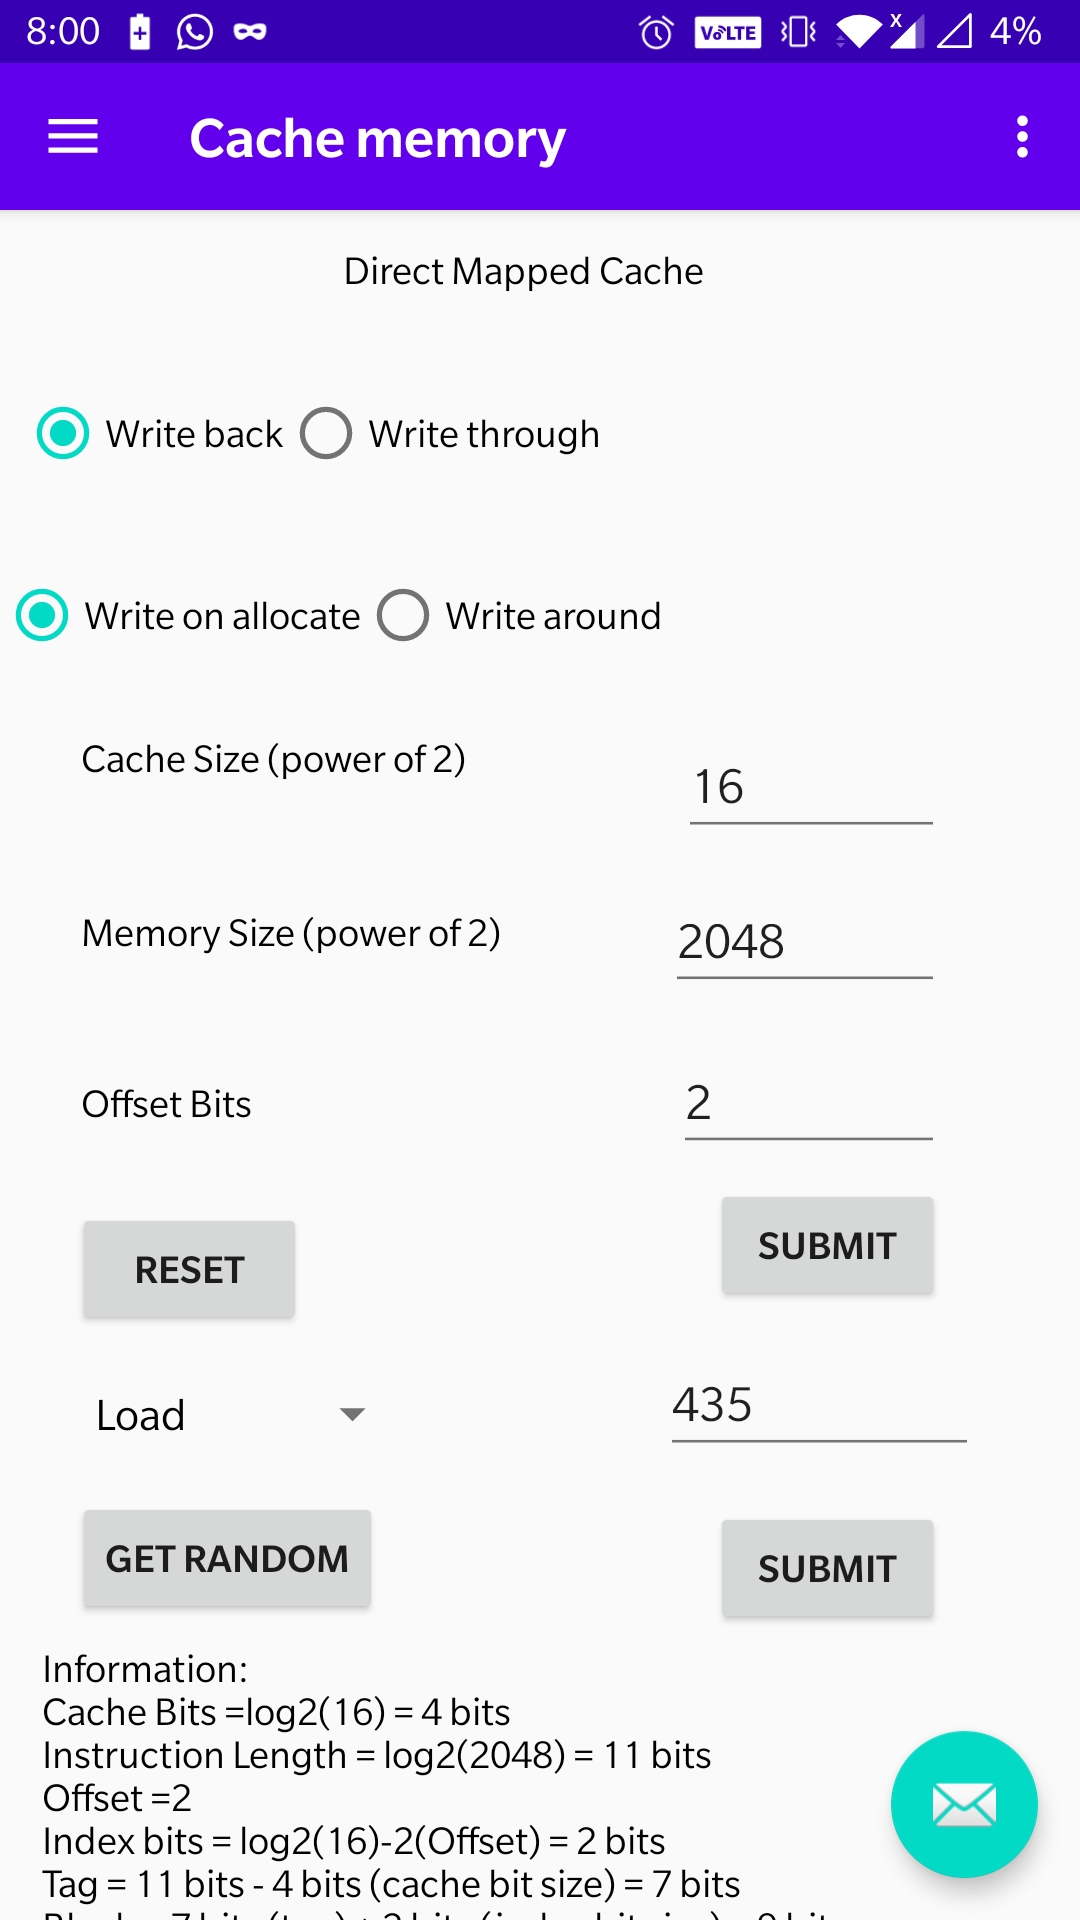 8:00 VoLTE X 4%
Cache memory
Direct Mapped Cache
Write back Write through
Write on allocate Write around
Cache Size (power of 2) 16
Memory Size (power of 2) 2048
Offset Bits 2
RESET SUBMIT
Load 435
GET RANDOM SUBMIT
Information:
Cache Bits =log2(16) = 4 bits
Instruction Length = log2(2048) = 11 bits
Offset =2
Index bits = log2(16)-2(Offset) = 2 bits
Tag = 11 bits - 4 bits (cache bit size) = 7 bits